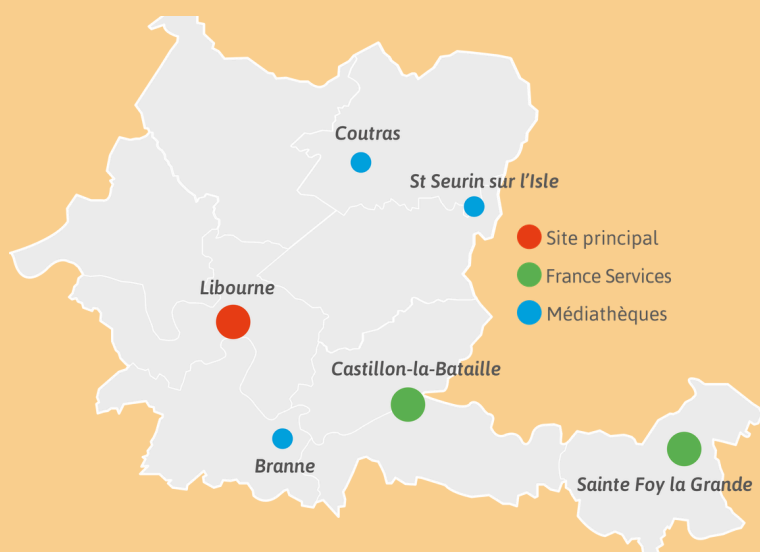 Coutras
St Seurin sur l'Isle
Site principal
France Services
Médiathèques
Libourne
Castillon-la-Bataille
Branne
Sainte Foy la Grande